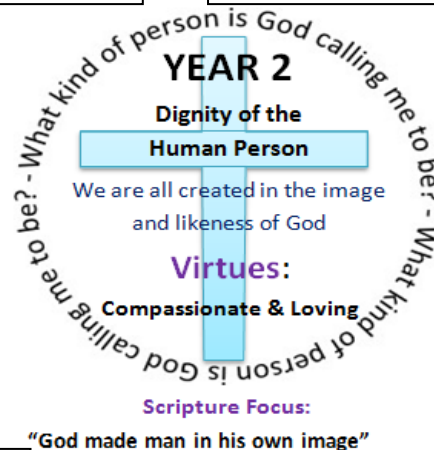 What kind of person is God calling me to be? - What kind of person is God calling me to be? -
YEAR 2
Dignity of the
Human Person
We are all created in the image
and likeness of God
Virtues:
Compassionate & Loving
Scripture Focus:
“God made man in his own image”